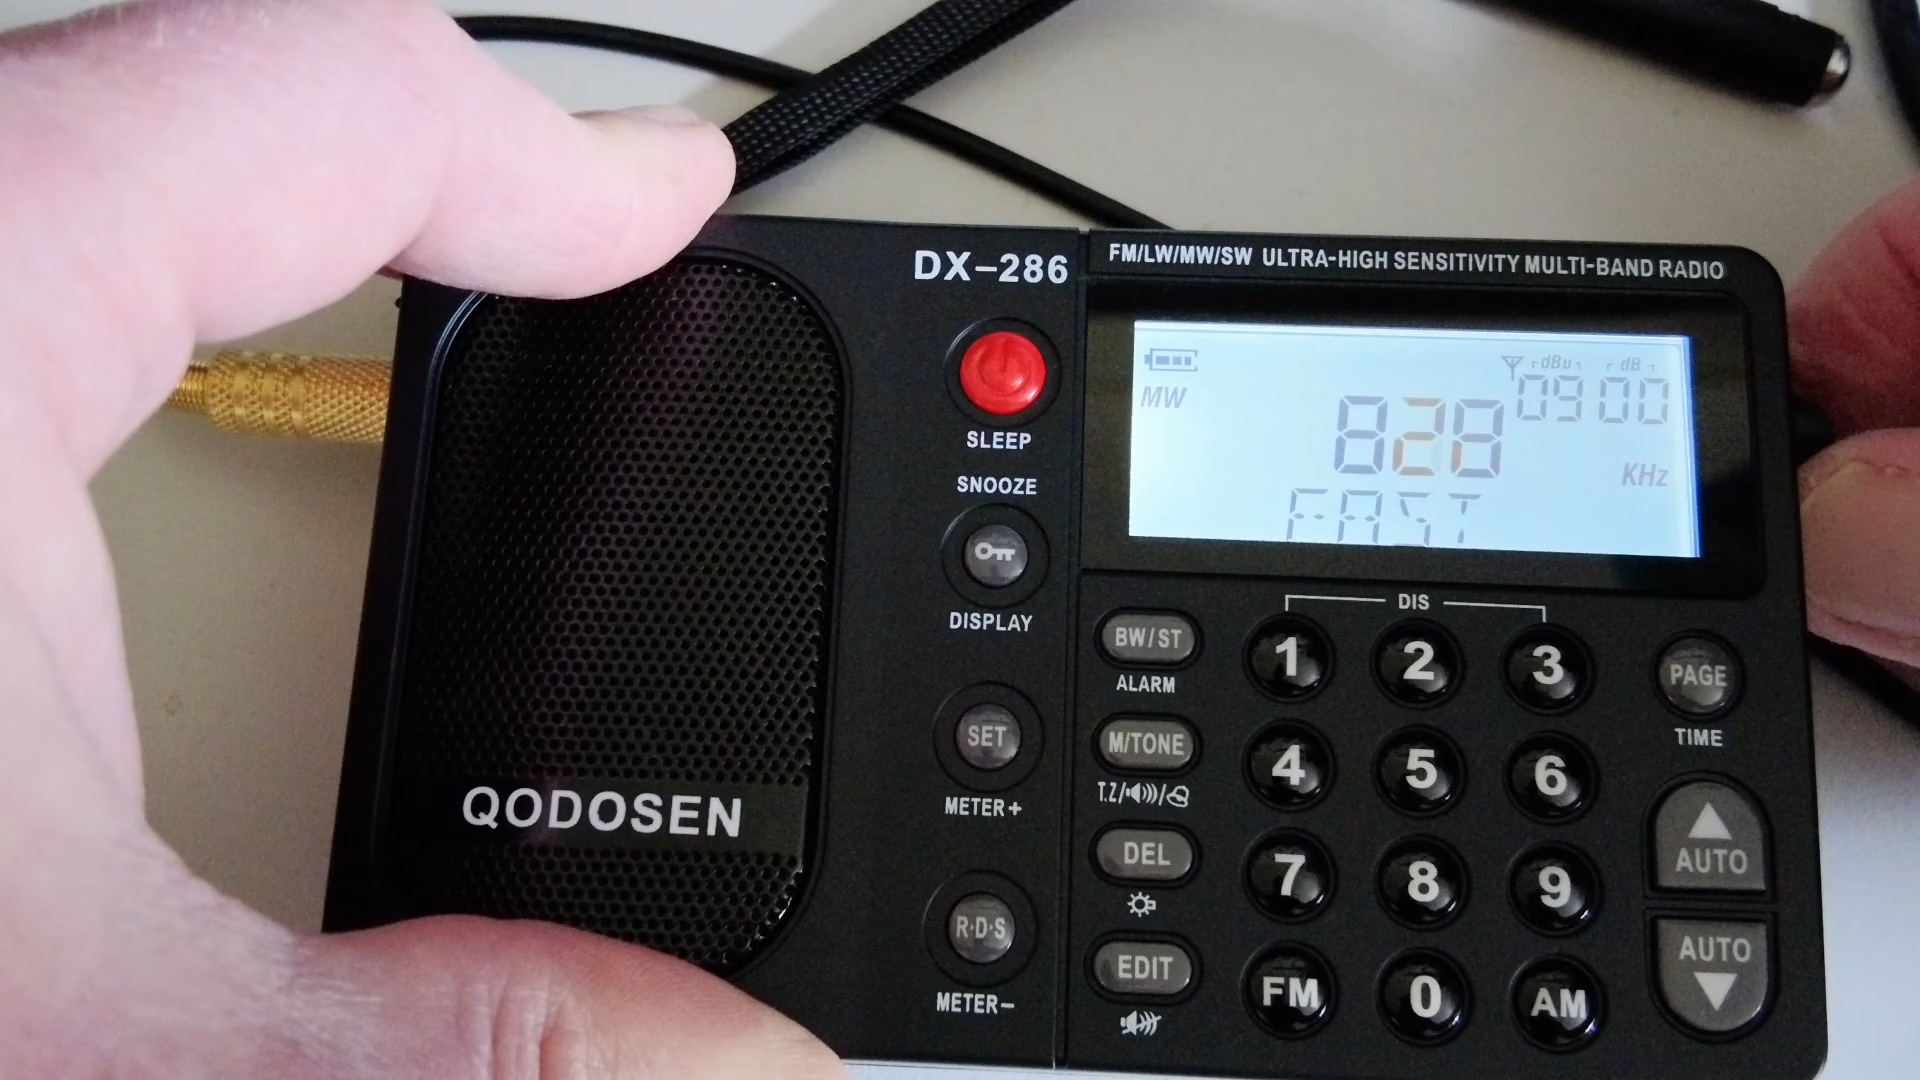 DX-286
FM/LW/MW/SW ULTRA-HIGH SENSITIVITY MULTI-BAND RADIO
SLEEP
SNOOZE
DISPLAY
SET
METER+
R·D·S
METER-
QODOSEN
dBu dB
MW
0900
828
KHz
FAST
DIS
BW/ST
ALARM
M/TONE
T.Z/
DEL
EDIT
1 2 3
4 5 6
7 8 9
FM 0 AM
PAGE
TIME
AUTO
AUTO